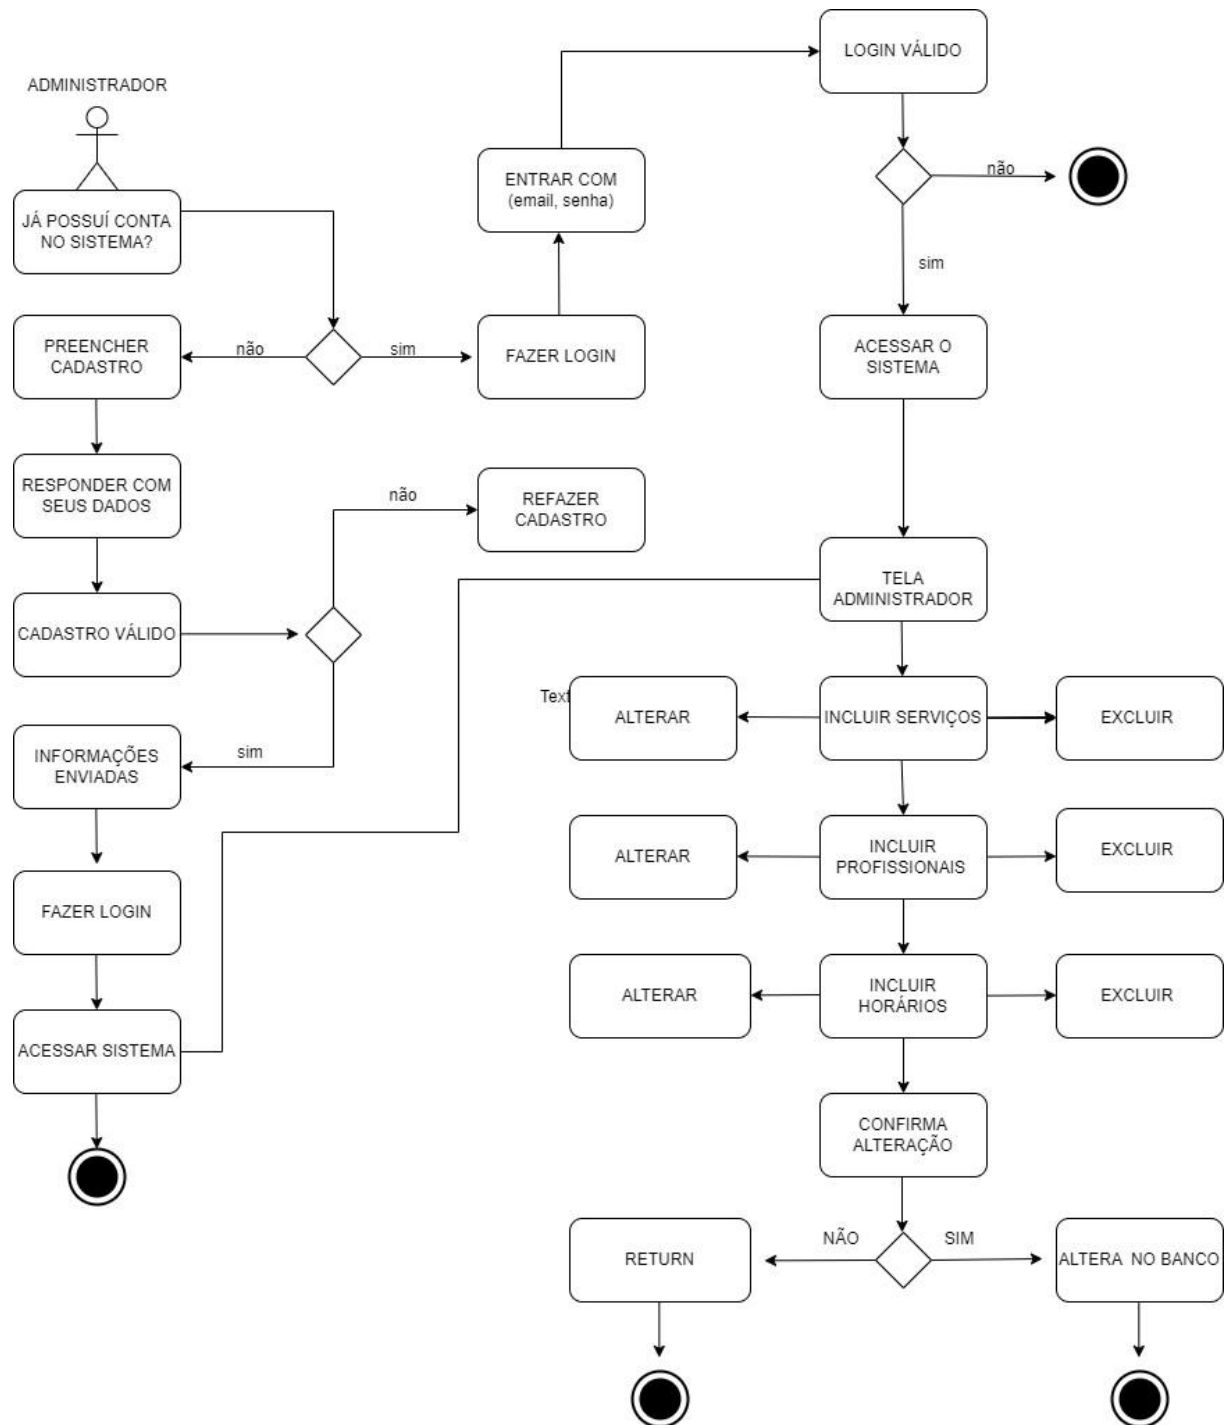 ADMINISTRADOR
JÁ POSSUÍ CONTA
NO SISTEMA?
não
sim
PREENCHER
CADASTRO
RESPONDER COM
SEUS DADOS
CADASTRO VÁLIDO
não
REFAZER
CADASTRO
sim
INFORMAÇÕES
ENVIADAS
FAZER LOGIN
ACESSAR SISTEMA
FAZER LOGIN
ENTRAR COM
(email, senha)
LOGIN VÁLIDO
não
sim
ACESSAR O
SISTEMA
TELA
ADMINISTRADOR
Text
ALTERAR
INCLUIR SERVIÇOS
EXCLUIR
ALTERAR
INCLUIR
PROFISSIONAIS
EXCLUIR
ALTERAR
INCLUIR
HORÁRIOS
EXCLUIR
CONFIRMA
ALTERAÇÃO
NÃO
SIM
RETURN
ALTERA NO BANCO